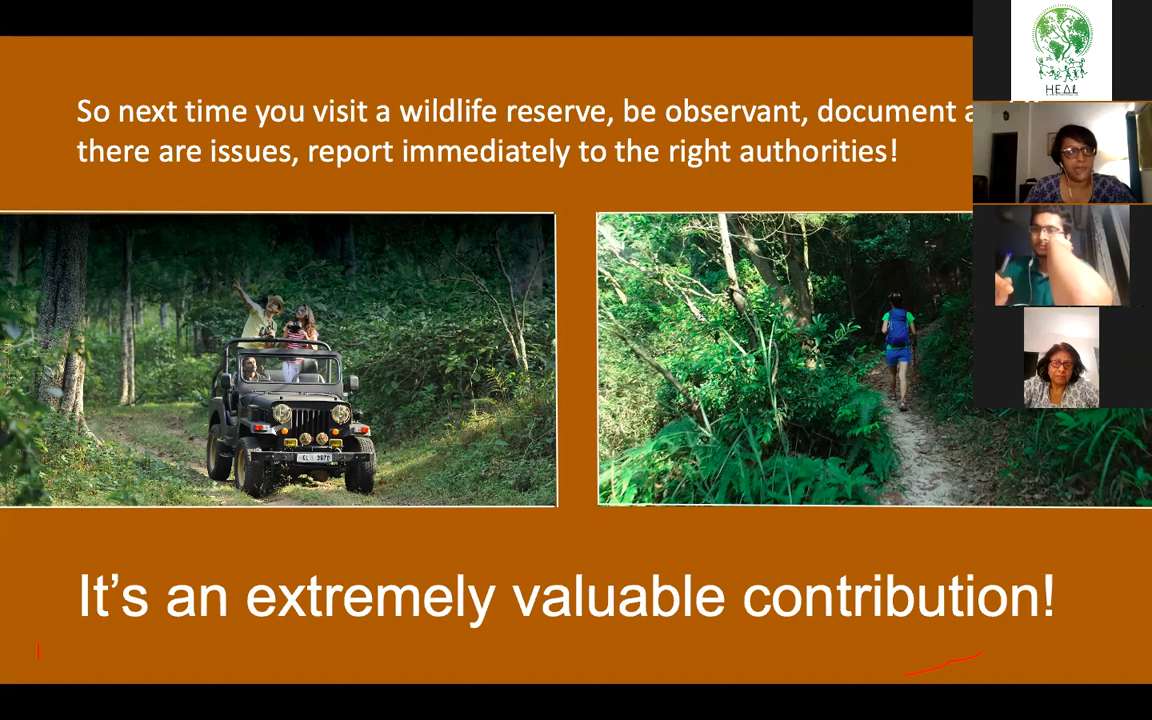 So next time you visit a wildlife reserve, be observant, document
there are issues, report immediately to the right authorities!
HEAL
It's an extremely valuable contribution!